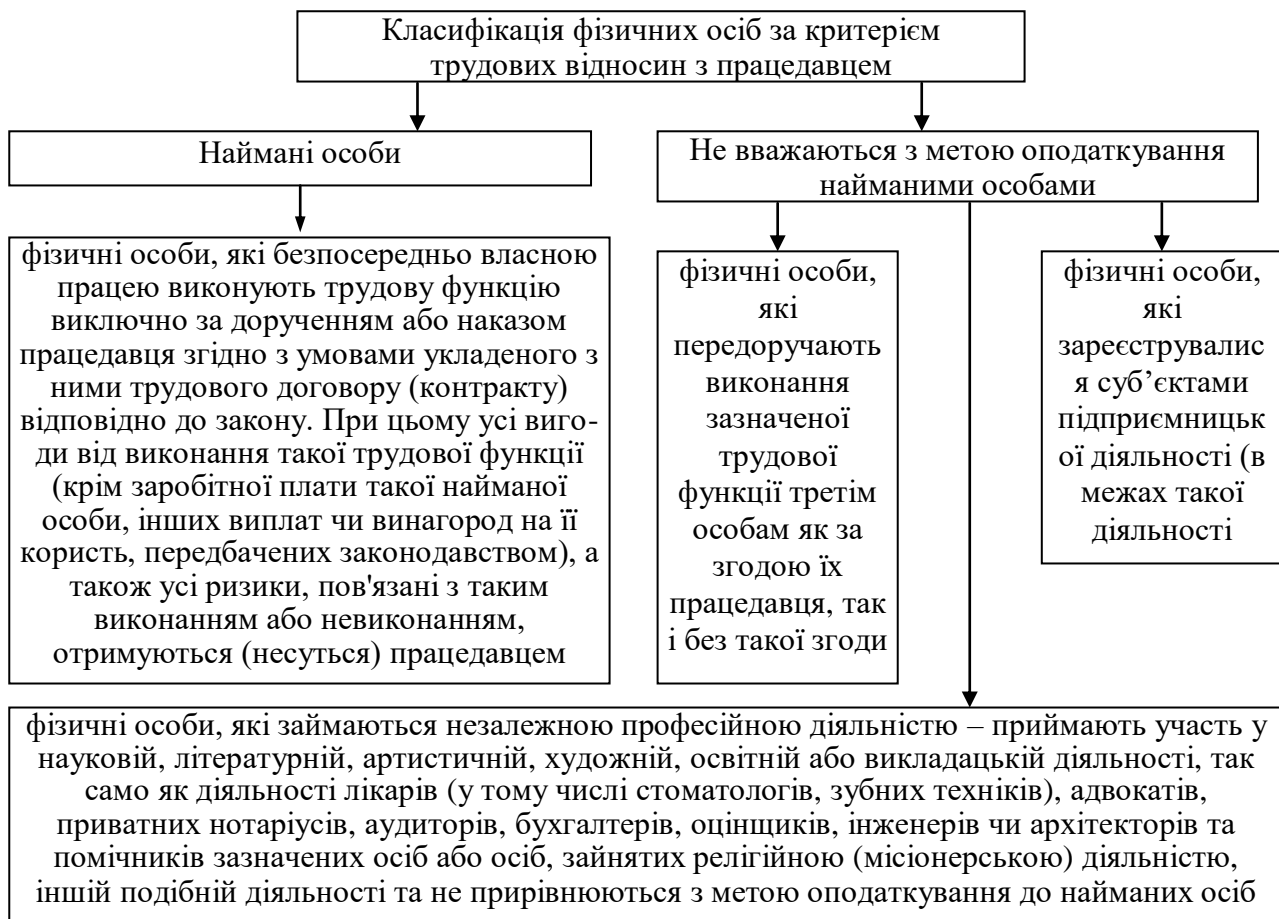 Класифікація фізичних осіб за критерієм
трудових відносин з працедавцем
Наймані особи
Не вважаються з метою оподаткування
найманими особами
фізичні особи, які безпосередньо власною
працею виконують трудову функцію
виключно за дорученням або наказом
працедавця згідно з умовами укладеного з
ними трудового договору (контракту)
відповідно до закону. При цьому усі виго-
ди від виконання такої трудової функції
(крім заробітної плати такої найманої
особи, інших виплат чи винагород на її
користь, передбачених законодавством), а
також усі ризики, пов'язані з таким
виконанням або невиконанням,
отримуються (несуться) працедавцем
фізичні особи,
які
передоручають
виконання
зазначеної
трудової
функції третім
особам як за
згодою їх
працедавця, так
і без такої згоди
фізичні особи,
які
зареєструвалис
я суб’єктами
підприємницьк
ої діяльності (в
межах такої
діяльності
фізичні особи, які займаються незалежною професійною діяльністю – приймають участь у
науковій, літературній, артистичній, художній, освітній або викладацькій діяльності, так
само як діяльності лікарів (у тому числі стоматологів, зубних техніків), адвокатів,
приватних нотаріусів, аудиторів, бухгалтерів, оцінщиків, інженерів чи архітекторів та
помічників зазначених осіб або осіб, зайнятих релігійною (місіонерською) діяльністю,
іншій подібній діяльності та не прирівнюються з метою оподаткування до найманих осіб